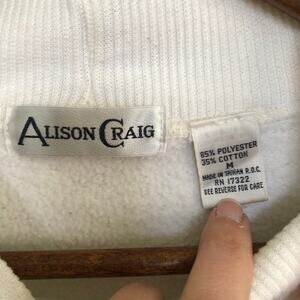 ALISON CRAIG
65% POLYESTER
35% COTTON
M
MADE IN TAIWAN R.O.C.
RN 17322
SEE REVERSE FOR CARE